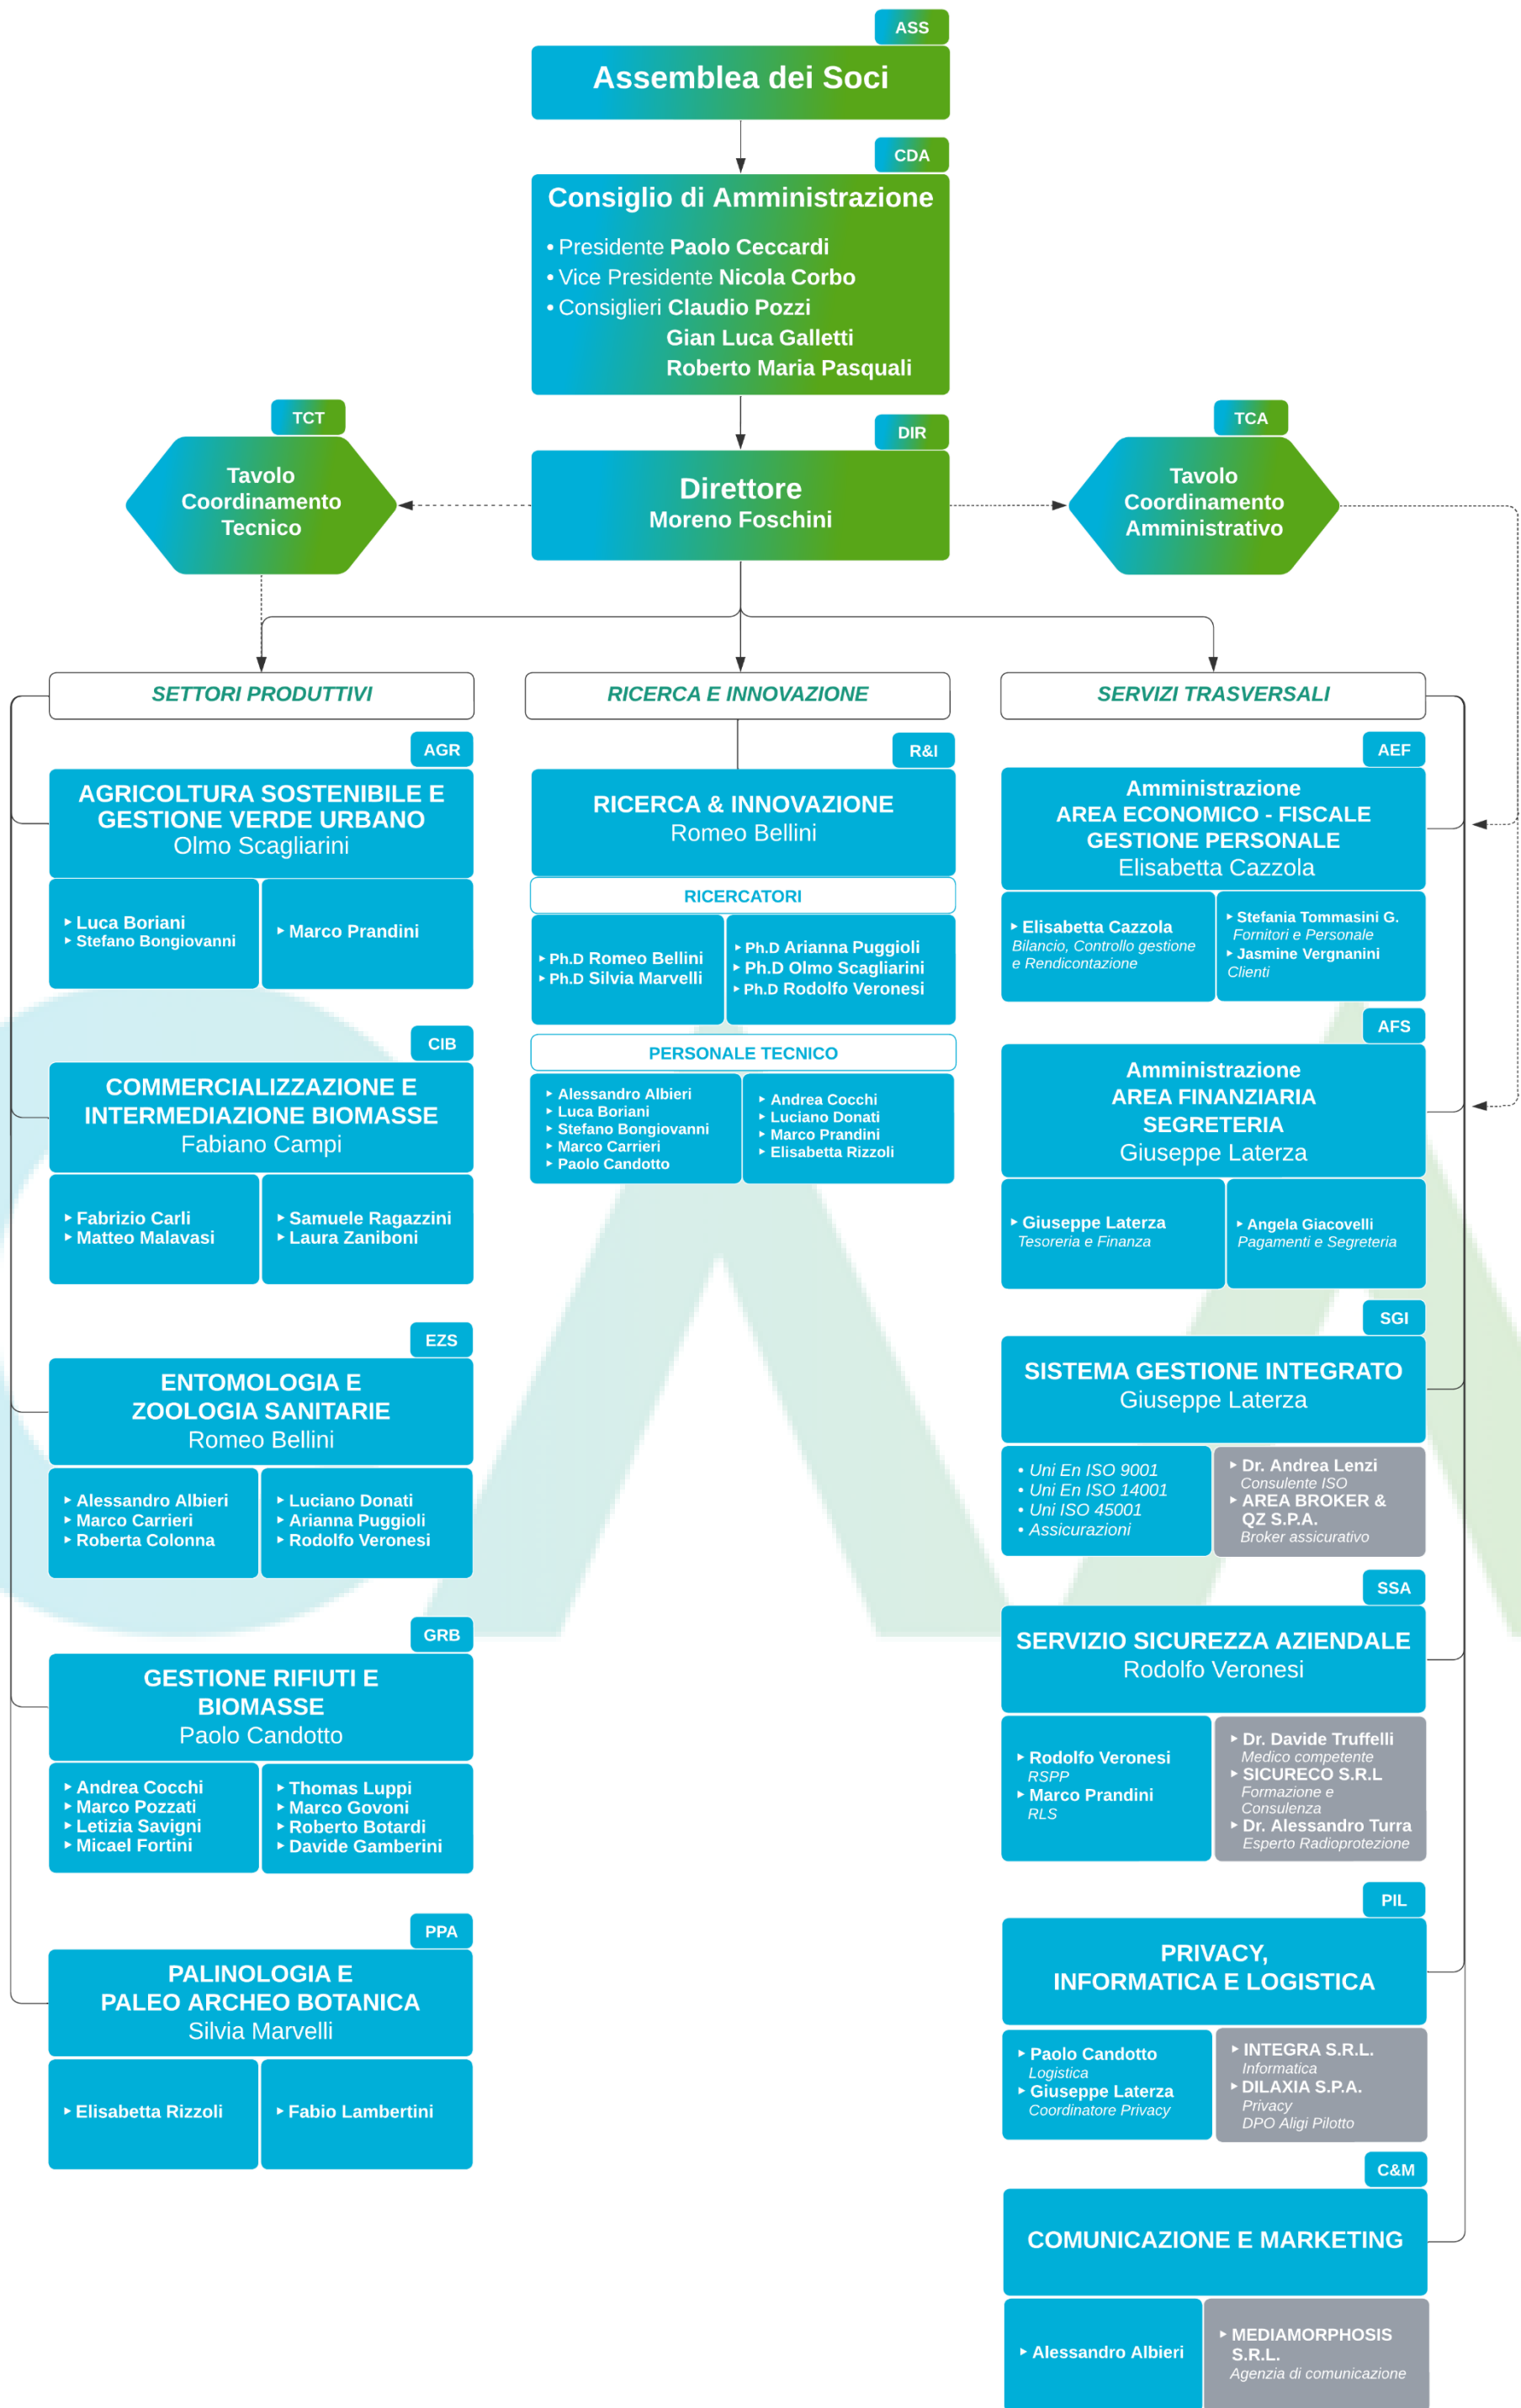 ASS
Assemblea dei Soci
CDA
Consiglio di Amministrazione
• Presidente Paolo Ceccardi
• Vice Presidente Nicola Corbo
• Consiglieri Claudio Pozzi
Gian Luca Galletti
Roberto Maria Pasquali
TCT
Tavolo
Coordinamento
Tecnico
DIR
Direttore
Moreno Foschini
TCA
Tavolo
Coordinamento
Amministrativo
SETTORI PRODUTTIVI
AGR
AGRICOLTURA SOSTENIBILE E
GESTIONE VERDE URBANO
Olmo Scagliarini
Luca Boriani
Stefano Bongiovanni
Marco Prandini
CIB
COMMERCIALIZZAZIONE E
INTERMEDIAZIONE BIOMASSE
Fabiano Campi
Fabrizio Carli
Matteo Malavasi
Samuele Ragazzini
Laura Zaniboni
EZS
ENTOMOLOGIA E
ZOOLOGIA SANITARIE
Romeo Bellini
Alessandro Albieri
Marco Carrieri
Roberta Colonna
Luciano Donati
Arianna Puggioli
Rodolfo Veronesi
GRB
GESTIONE RIFIUTI E
BIOMASSE
Paolo Candotto
Andrea Cocchi
Marco Pozzati
Letizia Savigni
Micael Fortini
Thomas Luppi
Marco Govoni
Roberto Botardi
Davide Gamberini
PPA
PALINOLOGIA E
PALEO ARCHEO BOTANICA
Silvia Marvelli
Elisabetta Rizzoli
Fabio Lambertini
RICERCA E INNOVAZIONE
R&I
RICERCA & INNOVAZIONE
Romeo Bellini
RICERCATORI
Ph.D Romeo Bellini
Ph.D Silvia Marvelli
Ph.D Arianna Puggioli
Ph.D Olmo Scagliarini
Ph.D Rodolfo Veronesi
PERSONALE TECNICO
Alessandro Albieri
Luca Boriani
Stefano Bongiovanni
Marco Carrieri
Paolo Candotto
Andrea Cocchi
Luciano Donati
Marco Prandini
Elisabetta Rizzoli
SERVIZI TRASVERSALI
AEF
Amministrazione
AREA ECONOMICO - FISCALE
GESTIONE PERSONALE
Elisabetta Cazzola
Elisabetta Cazzola
Bilancio, Controllo gestione
e Rendicontazione
Stefania Tommasini G.
Fornitori e Personale
Jasmine Vergnanini
Clienti
AFS
Amministrazione
AREA FINANZIARIA
SEGRETERIA
Giuseppe Laterza
Giuseppe Laterza
Tesoreria e Finanza
Angela Giacovelli
Pagamenti e Segreteria
SGI
SISTEMA GESTIONE INTEGRATO
Giuseppe Laterza
• Uni En ISO 9001
• Uni En ISO 14001
• Uni ISO 45001
• Assicurazioni
Dr. Andrea Lenzi
Consulente ISO
AREA BROKER &
QZ S.P.A.
Broker assicurativo
SSA
SERVIZIO SICUREZZA AZIENDALE
Rodolfo Veronesi
Rodolfo Veronesi
RSPP
Marco Prandini
RLS
Dr. Davide Truffelli
Medico competente
SICURECO S.R.L
Formazione e
Consulenza
Dr. Alessandro Turra
Esperto Radioprotezione
PIL
PRIVACY,
INFORMATICA E LOGISTICA
Paolo Candotto
Logistica
Giuseppe Laterza
Coordinatore Privacy
INTEGRA S.R.L.
Informatica
DILAXIA S.P.A.
Privacy
DPO Aligi Pilotto
C&M
COMUNICAZIONE E MARKETING
Alessandro Albieri
MEDIAMORPHOSIS
S.R.L.
Agenzia di comunicazione